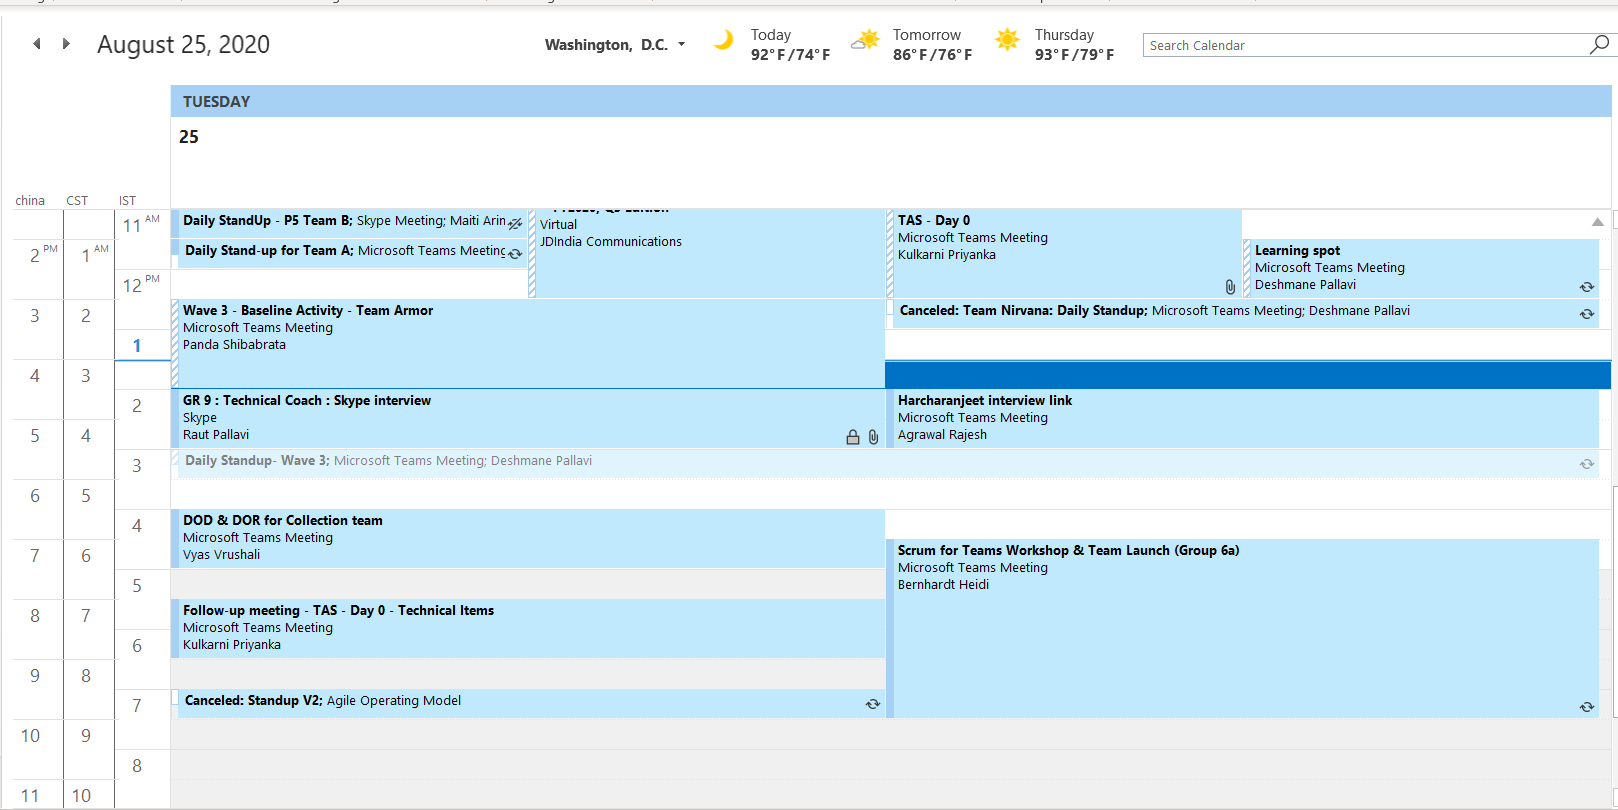 August 25, 2020
Washington, D.C.
Today
92°F/74°F
Tomorrow
86°F/76°F
Thursday
93°F/79°F
Search Calendar
TUESDAY
25
china CST IST
11 AM
2 PM 1 AM
12 PM
3 2
1
4 3
2
5 4
3
6 5
4
7 6
5
8 7
6
9 8
7
10 9
8
11 10
Daily StandUp - P5 Team B; Skype Meeting; Maiti Arin
Daily Stand-up for Team A; Microsoft Teams Meeting
Virtual
JDIndia Communications
TAS - Day 0
Microsoft Teams Meeting
Kulkarni Priyanka
Learning spot
Microsoft Teams Meeting
Deshmane Pallavi
Wave 3 - Baseline Activity - Team Armor
Microsoft Teams Meeting
Panda Shibabrata
Canceled: Team Nirvana: Daily Standup; Microsoft Teams Meeting; Deshmane Pallavi
GR 9 : Technical Coach : Skype interview
Skype
Raut Pallavi
Harcharanjeet interview link
Microsoft Teams Meeting
Agrawal Rajesh
Daily Standup- Wave 3; Microsoft Teams Meeting; Deshmane Pallavi
DOD & DOR for Collection team
Microsoft Teams Meeting
Vyas Vrushali
Scrum for Teams Workshop & Team Launch (Group 6a)
Microsoft Teams Meeting
Bernhardt Heidi
Follow-up meeting - TAS - Day 0 - Technical Items
Microsoft Teams Meeting
Kulkarni Priyanka
Canceled: Standup V2; Agile Operating Model